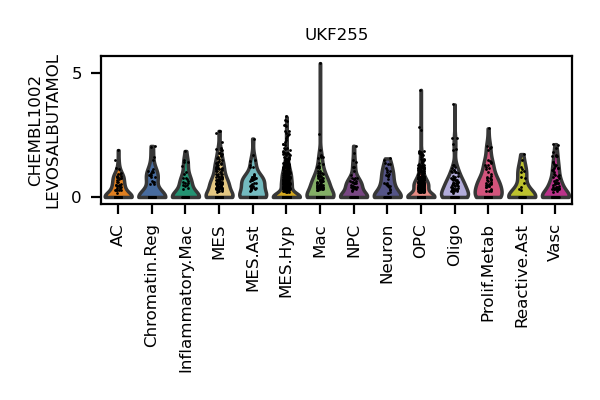 UKF255
CHEMBL1002
LEVOSALBUTAMOL
5
0
AC
Chromatin.Reg
Inflammatory.Mac
MES
MES.Ast
MES.Hyp
Mac
NPC
Neuron
OPC
Oligo
Prolif.Metab
Reactive.Ast
Vasc